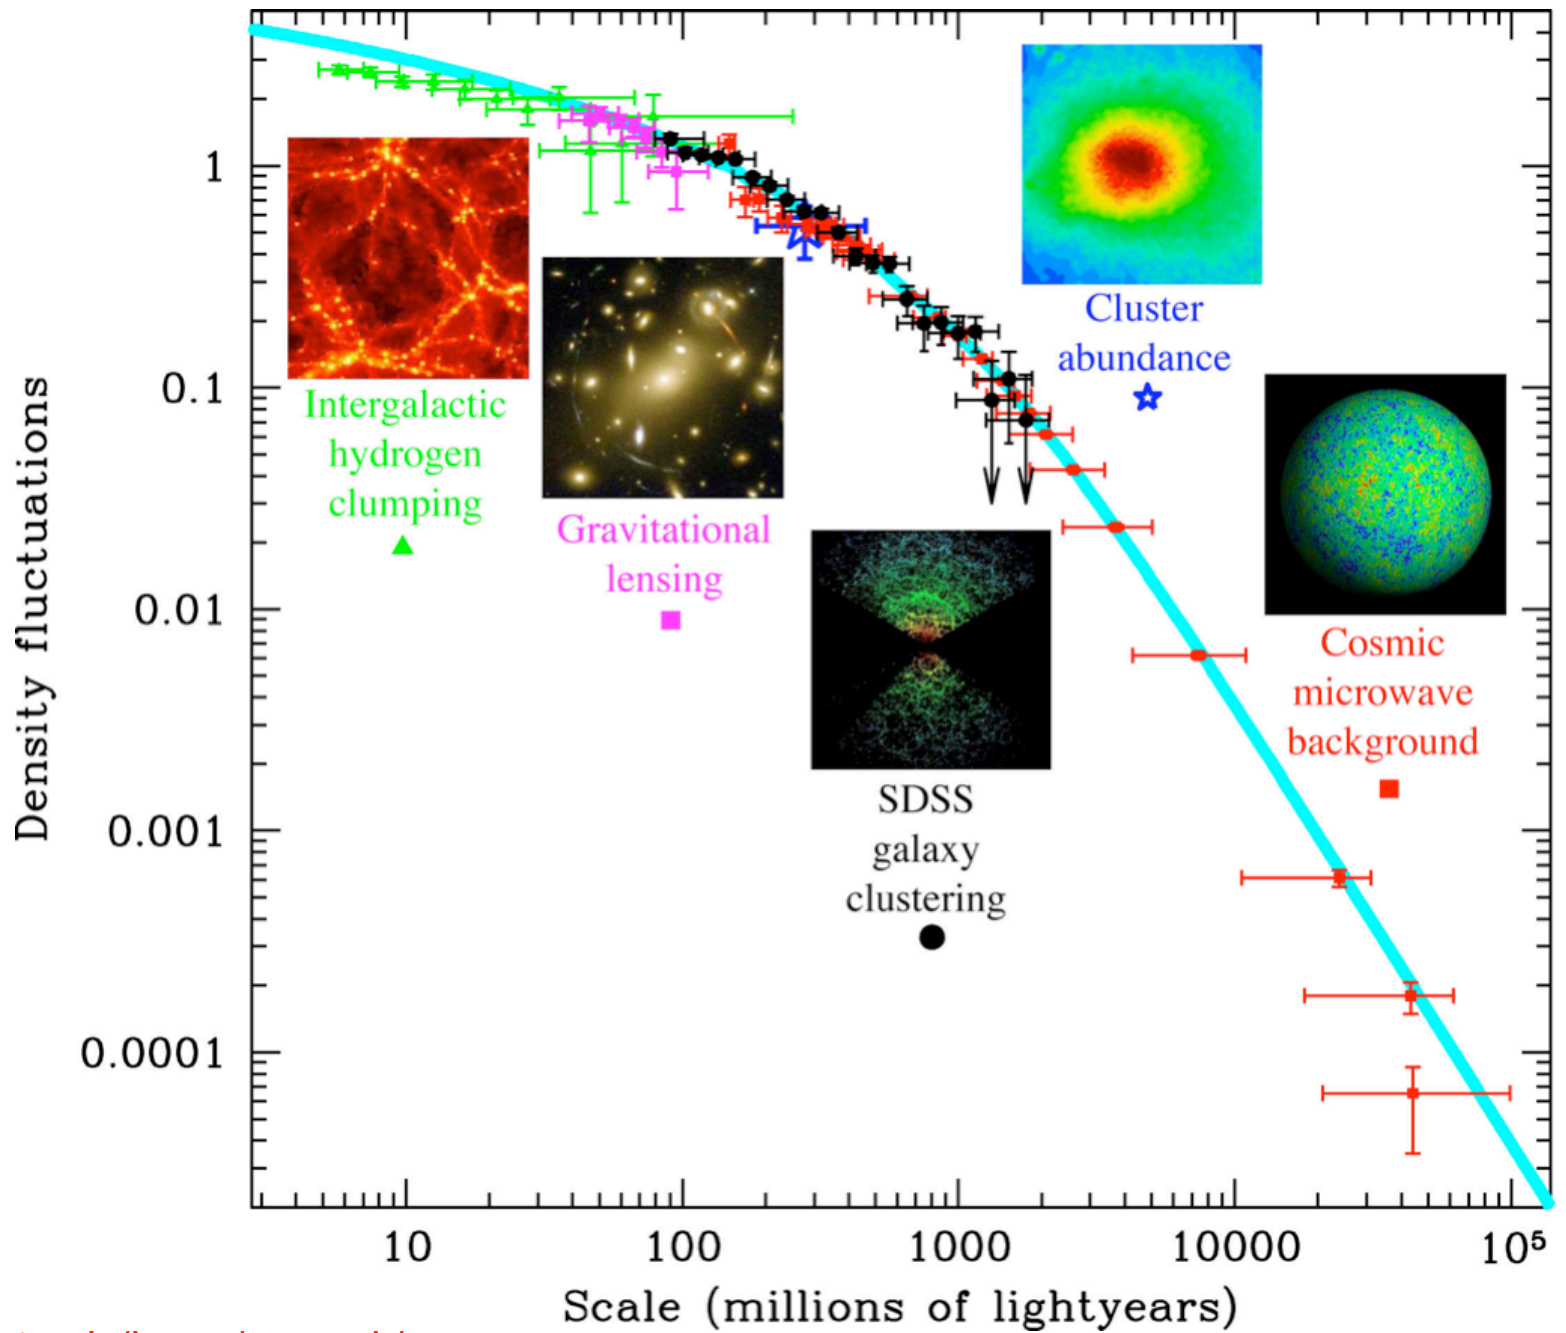 Density fluctuations
1
0.1
0.01
0.001
0.0001
Intergalactic
hydrogen
clumping
Gravitational
lensing
SDSS
galaxy
clustering
Cluster
abundance
Cosmic
microwave
background
10
100
1000
10000
10⁵
Scale (millions of lightyears)